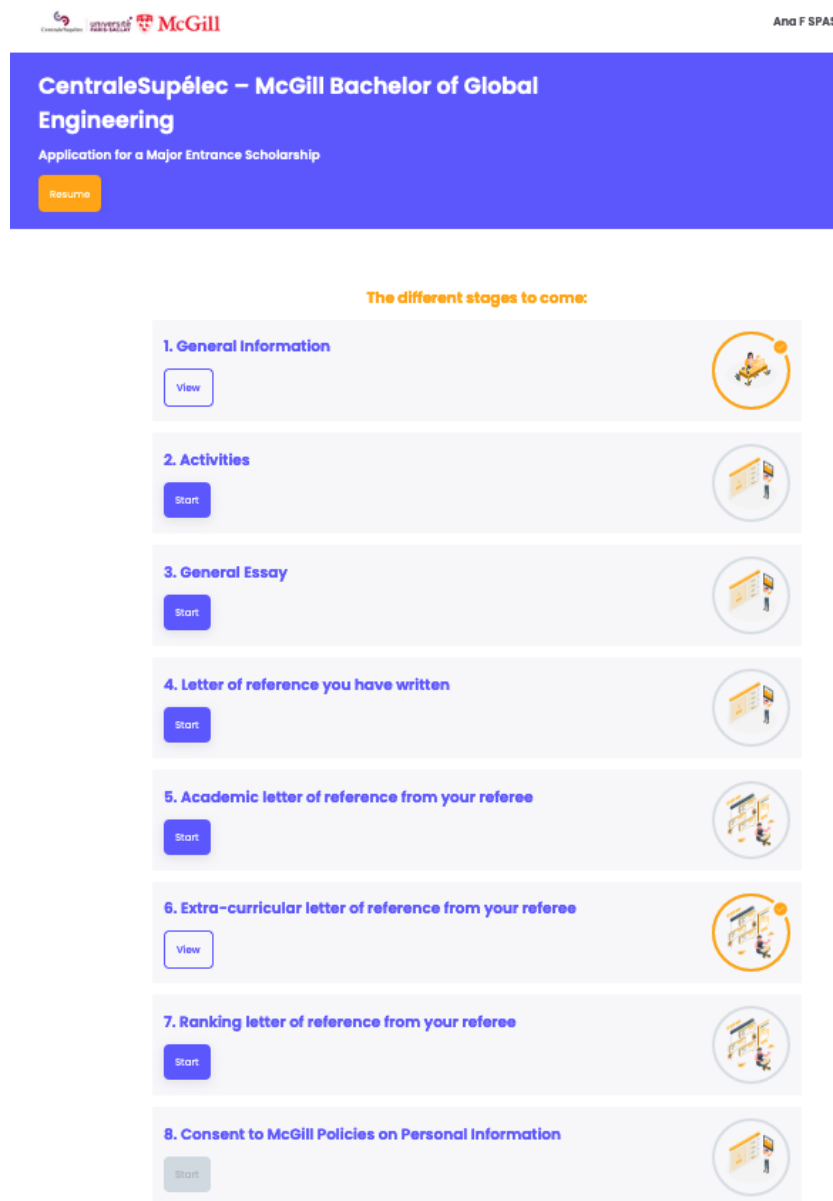 CentraleSupélec université PARIS-SACLAY McGill
Ana F SPAS
CentraleSupélec – McGill Bachelor of Global
Engineering
Application for a Major Entrance Scholarship
Resume
The different stages to come:
1. General Information
View
2. Activities
Start
3. General Essay
Start
4. Letter of reference you have written
Start
5. Academic letter of reference from your referee
Start
6. Extra-curricular letter of reference from your referee
View
7. Ranking letter of reference from your referee
Start
8. Consent to McGill Policies on Personal Information
Start